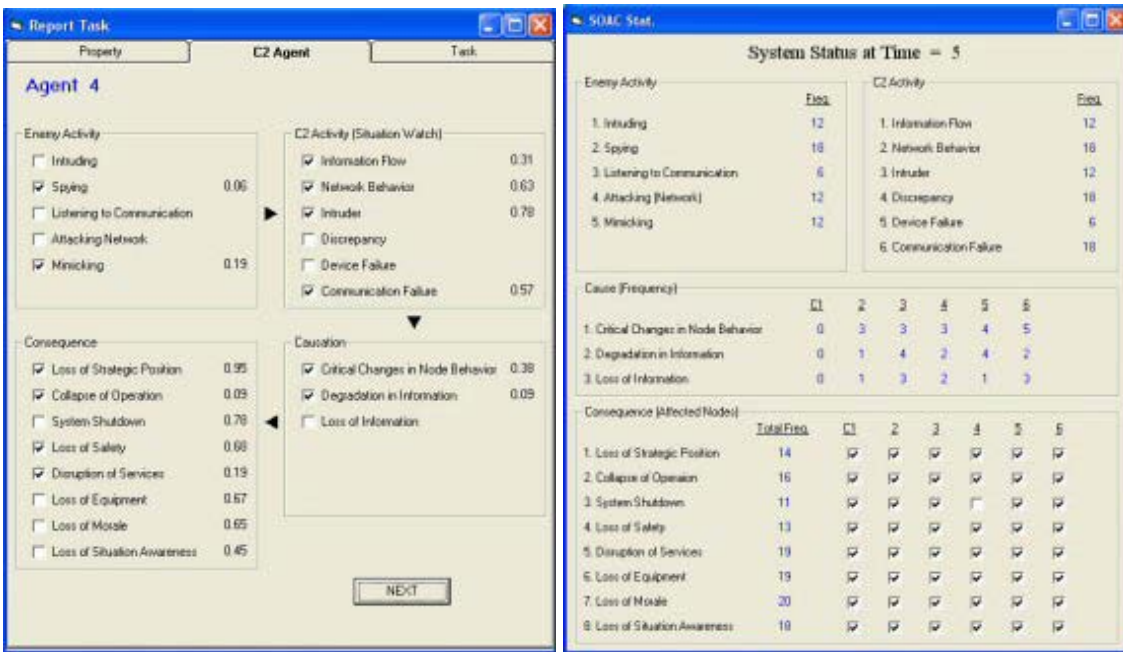 Report Task
Property C2 Agent Task
Agent 4
Enemy Activity
Intruding
Spying 0.06
Listening to Communication
Attacking Network
Mimicking 0.19
C2 Activity (Situation Watch)
Information Flow 0.31
Network Behavior 0.63
Intruder 0.78
Discrepancy
Device Failure
Communication Failure 0.57
Consequence
Loss of Strategic Position 0.95
Collapse of Operation 0.09
System Shutdown 0.78
Loss of Safety 0.68
Disruption of Services 0.19
Loss of Equipment 0.67
Loss of Morale 0.65
Loss of Situation Awareness 0.45
Causation
Critical Changes in Node Behavior 0.38
Degradation in Information 0.09
Loss of Information
NEXT
SOAC Stat.
System Status at Time = 5
Enemy Activity
Freq.
1. Intruding 12
2. Spying 18
3. Listening to Communication 6
4. Attacking (Network) 12
5. Mimicking 12
C2 Activity
Freq.
1. Information Flow 12
2. Network Behavior 18
3. Intruder 12
4. Discrepancy 18
5. Device Failure 6
6. Communication Failure 18
Cause (Frequency)
C1 2 3 4 5 6
1. Critical Changes in Node Behavior 0 3 3 3 4 5
2. Degradation in Information 0 1 4 2 4 2
3. Loss of Information 0 1 3 2 1 3
Consequence (Affected Nodes)
Total Freq. C1 2 3 4 5 6
1. Loss of Strategic Position 14
2. Collapse of Operaion 16
3. System Shutdown 11
4. Loss of Safety 13
5. Disruption of Services 19
6. Loss of Equipment 19
7. Loss of Morale 20
8. Loss of Situation Awareness 18